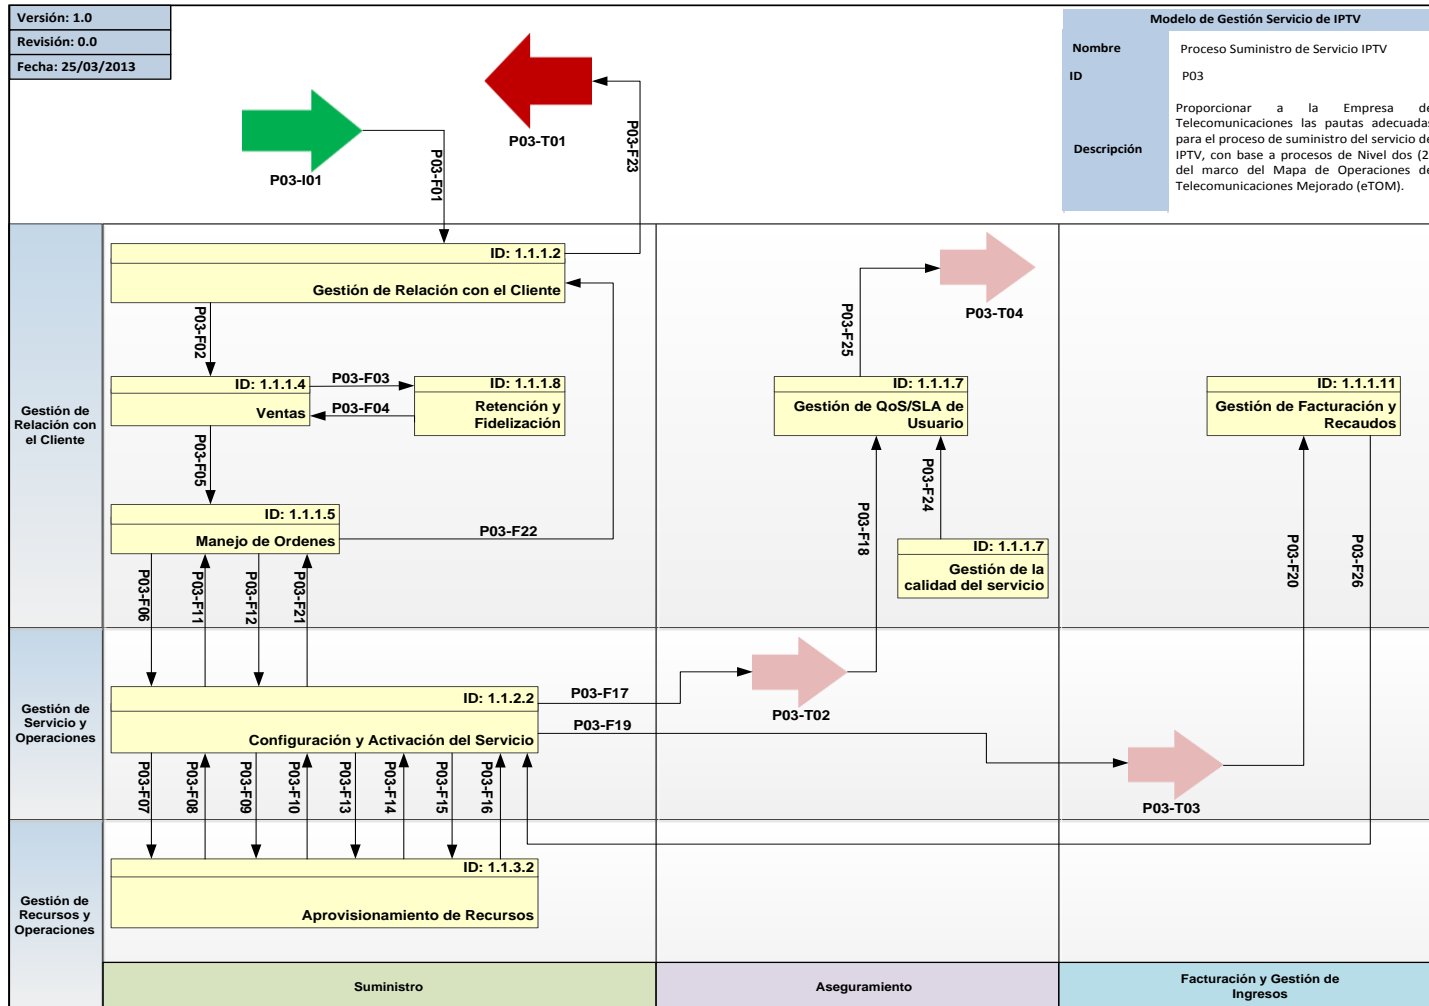 Versión: 1.0
Revisión: 0.0
Fecha: 25/03/2013
Modelo de Gestión Servicio de IPTV
Nombre
Proceso Suministro de Servicio IPTV
ID
P03
Descripción
Proporcionar a la Empresa de
Telecomunicaciones las pautas adecuadas
para el proceso de suministro del servicio de
IPTV, con base a procesos de Nivel dos (2
del marco del Mapa de Operaciones de
Telecomunicaciones Mejorado (eTOM).
P03-I01
P03-F01
P03-T01
P03-F23
Gestión de
Relación con
el Cliente
ID: 1.1.1.2
Gestión de Relación con el Cliente
P03-F02
ID: 1.1.1.4
Ventas
P03-F03
P03-F04
ID: 1.1.1.8
Retención y
Fidelización
P03-F05
ID: 1.1.1.5
Manejo de Ordenes
P03-F22
P03-F06
P03-F11
P03-F12
P03-F21
P03-T04
P03-F25
ID: 1.1.1.7
Gestión de QoS/SLA de
Usuario
P03-F18
P03-F24
ID: 1.1.1.7
Gestión de la
calidad del servicio
ID: 1.1.1.11
Gestión de Facturación y
Recaudos
P03-F20
P03-F26
Gestión de
Servicio y
Operaciones
ID: 1.1.2.2
Configuración y Activación del Servicio
P03-F17
P03-F19
P03-T02
P03-T03
P03-F07
P03-F08
P03-F09
P03-F10
P03-F13
P03-F14
P03-F15
P03-F16
Gestión de
Recursos y
Operaciones
ID: 1.1.3.2
Aprovisionamiento de Recursos
Suministro
Aseguramiento
Facturación y Gestión de
Ingresos